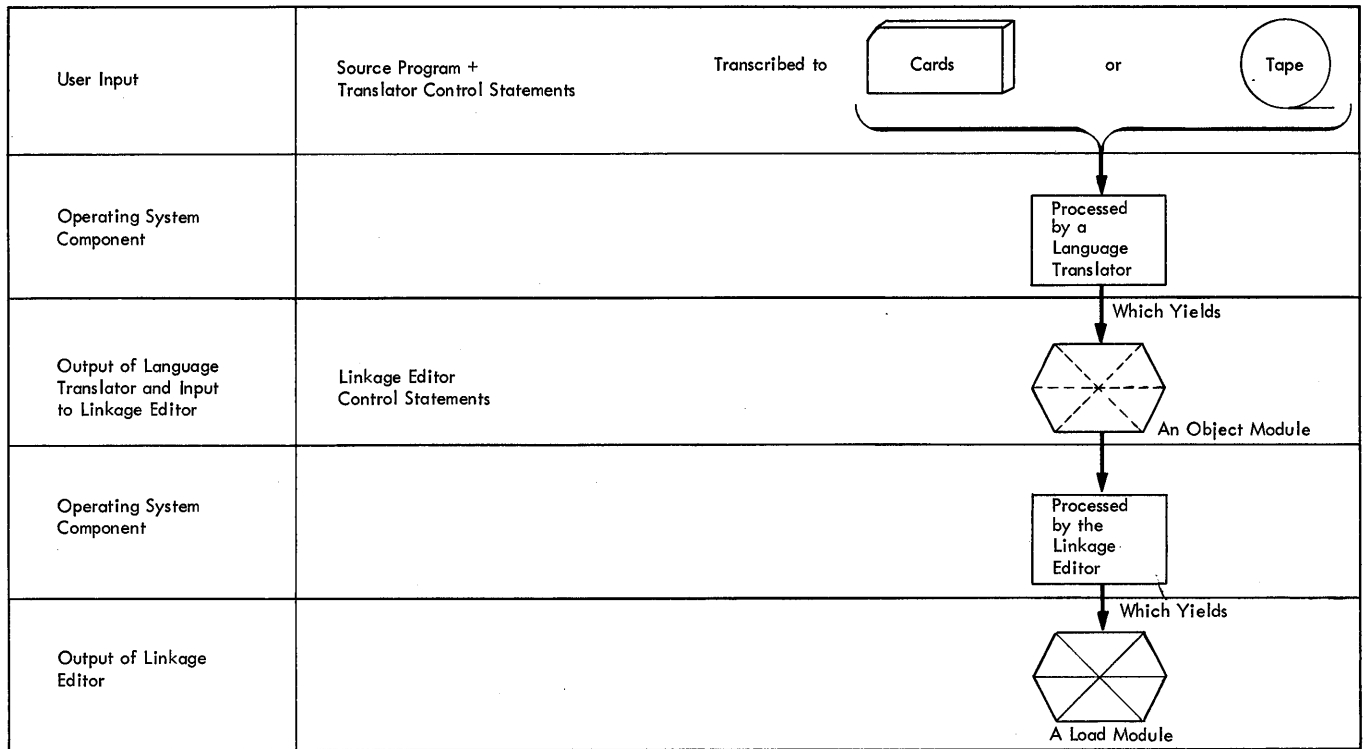 User Input
Source Program +
Translator Control Statements
Transcribed to
Cards
or
Tape
Operating System
Component
Processed
by a
Language
Translator
Which Yields
Output of Language
Translator and Input
to Linkage Editor
Linkage Editor
Control Statements
An Object Module
Operating System
Component
Processed
by the
Linkage
Editor
Which Yields
Output of Linkage
Editor
A Load Module